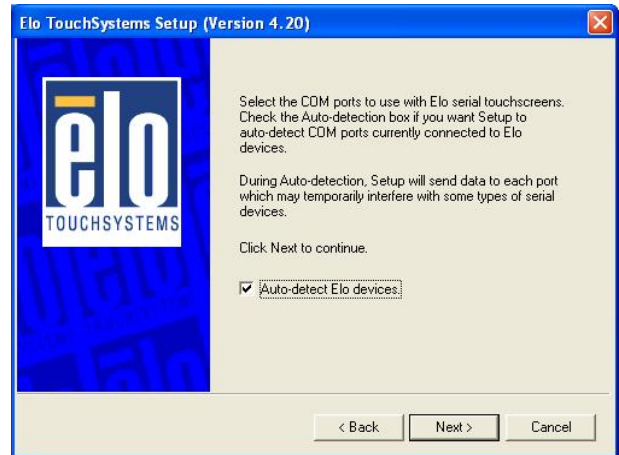 Elo TouchSystems Setup (Version 4.20)
elo
TOUCHSYSTEMS
Select the COM ports to use with Elo serial touchscreens.
Check the Auto-detection box if you want Setup to
auto-detect COM ports currently connected to Elo
devices.
During Auto-detection, Setup will send data to each port
which may temporarily interfere with some types of serial
devices.
Click Next to continue.
Auto-detect Elo devices.
< Back
Next >
Cancel